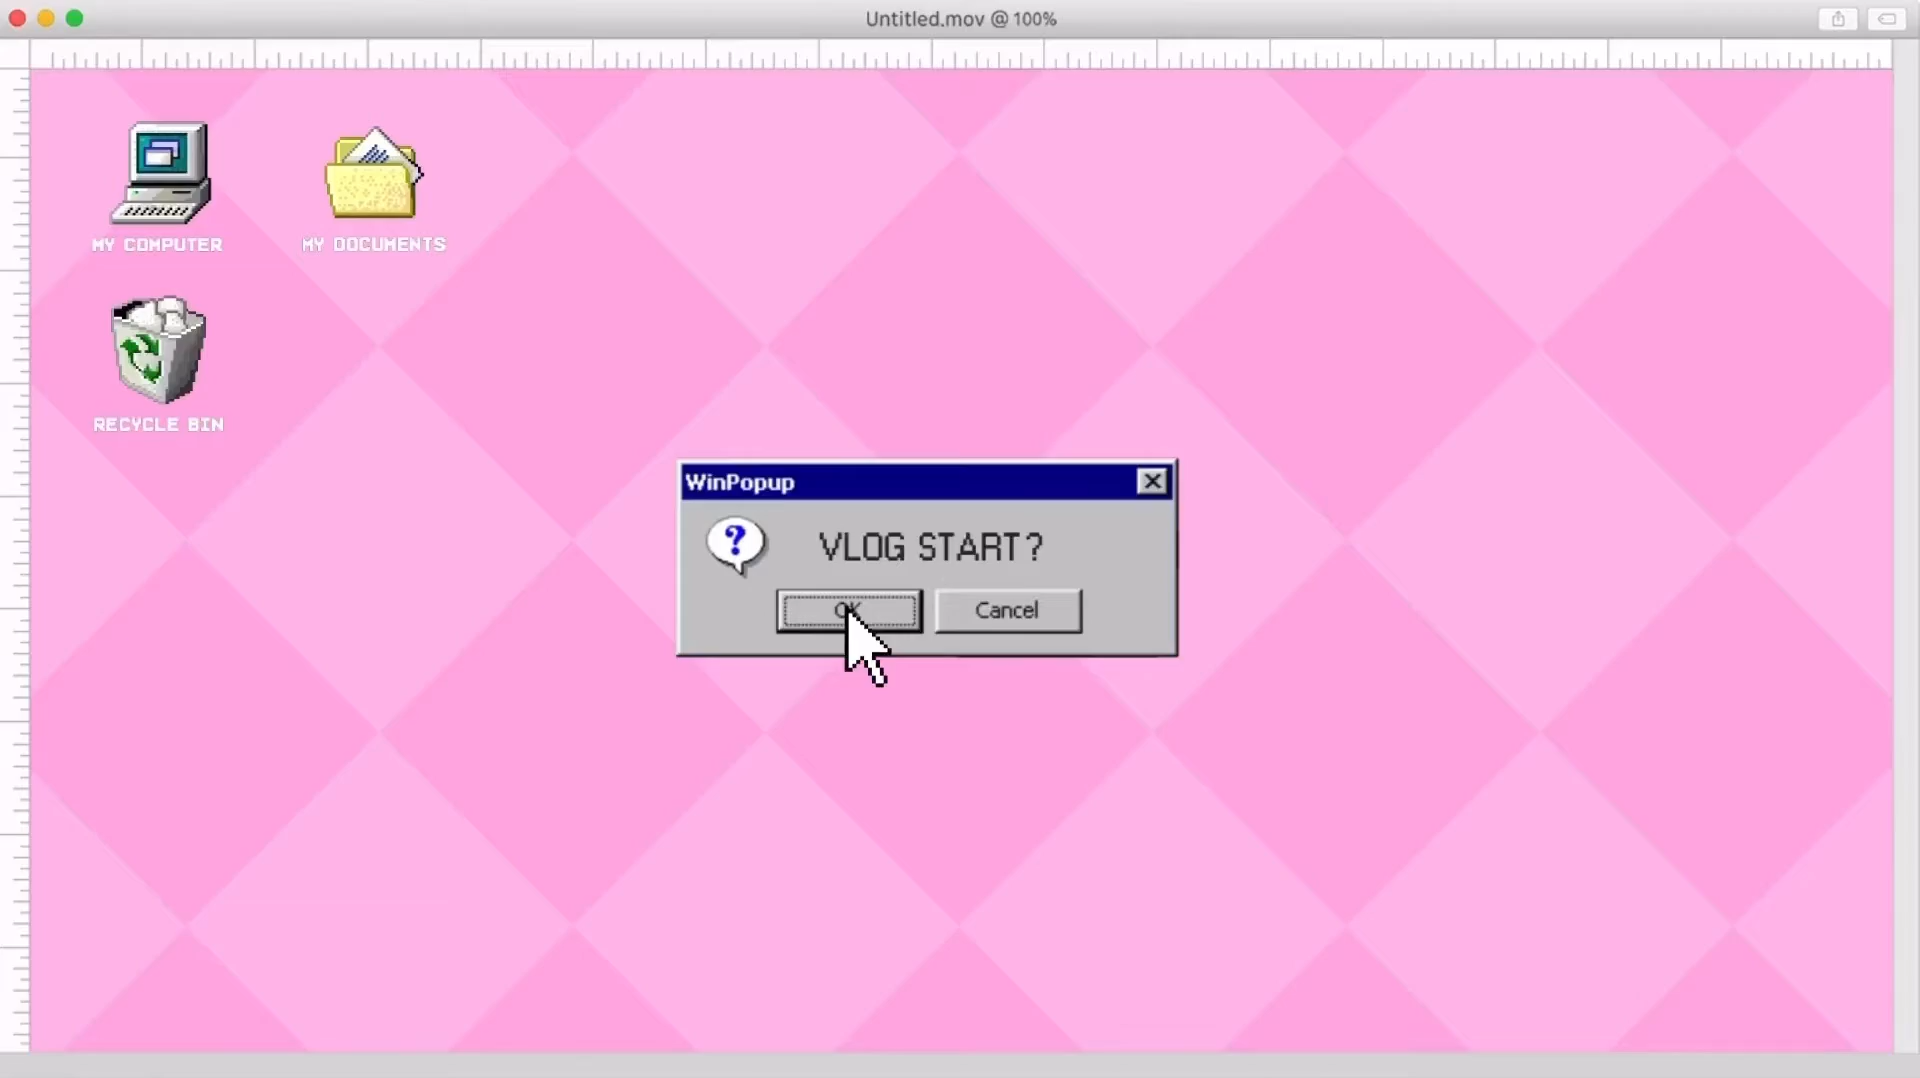 Untitled.mov @ 100%
MY COMPUTER
MY DOCUMENTS
RECYCLE BIN
WinPopup
VLOG START?
OK
Cancel